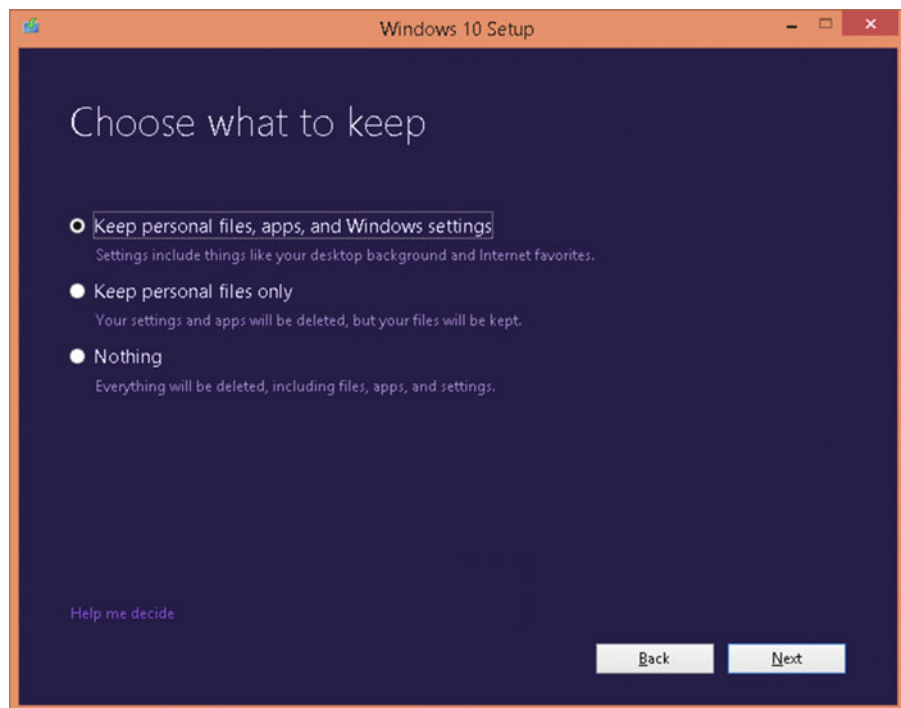 Windows 10 Setup
Choose what to keep
Keep personal files, apps, and Windows settings
Settings include things like your desktop background and Internet favorites.
Keep personal files only
Your settings and apps will be deleted, but your files will be kept.
Nothing
Everything will be deleted, including files, apps, and settings.
Help me decide
Back
Next